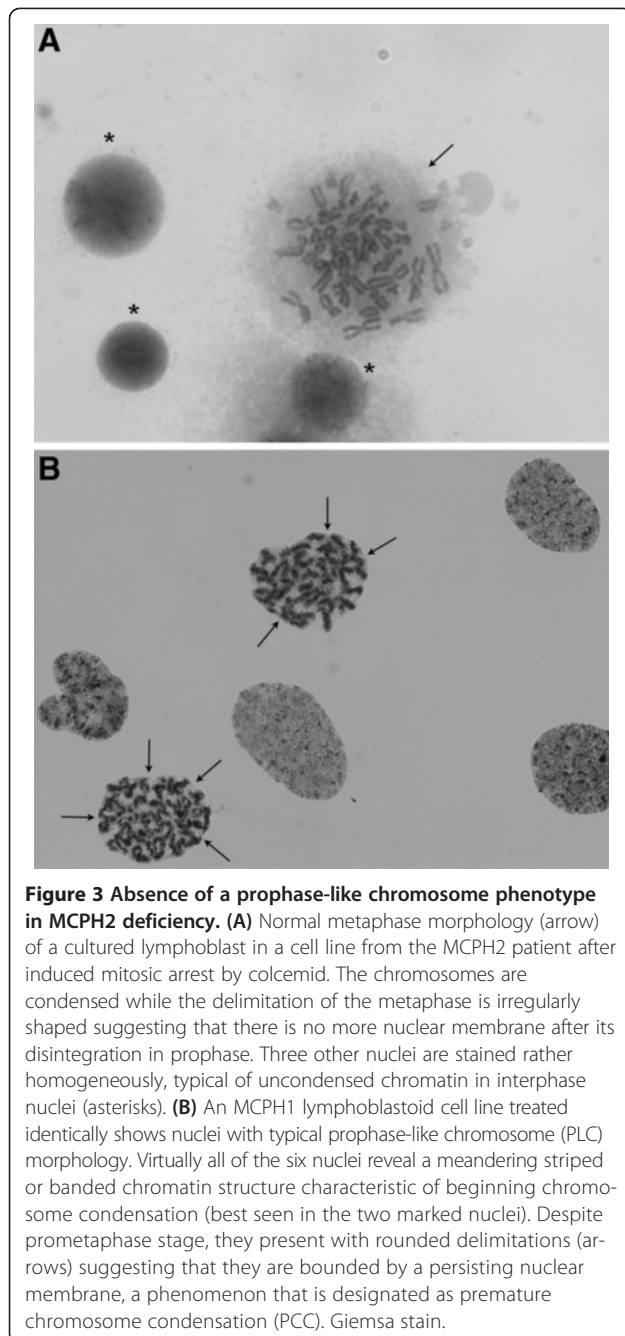 A
*
*
*
B
Figure 3 Absence of a prophase-like chromosome phenotype
in MCPH2 deficiency. (A) Normal metaphase morphology (arrow)
of a cultured lymphoblast in a cell line from the MCPH2 patient after
induced mitotic arrest by colcemid. The chromosomes are
condensed while the delimitation of the metaphase is irregularly
shaped suggesting that there is no more nuclear membrane after its
disintegration in prophase. Three other nuclei are stained rather
homogeneously, typical of uncondensed chromatin in interphase
nuclei (asterisks). (B) An MCPH1 lymphoblastoid cell line treated
identically shows nuclei with typical prophase-like chromosome (PLC)
morphology. Virtually all of the six nuclei reveal a meandering striped
or banded chromatin structure characteristic of beginning chromo-
some condensation (best seen in the two marked nuclei). Despite
prometaphase stage, they present with rounded delimitations (ar-
rows) suggesting that they are bounded by a persisting nuclear
membrane, a phenomenon that is designated as premature
chromosome condensation (PCC). Giemsa stain.